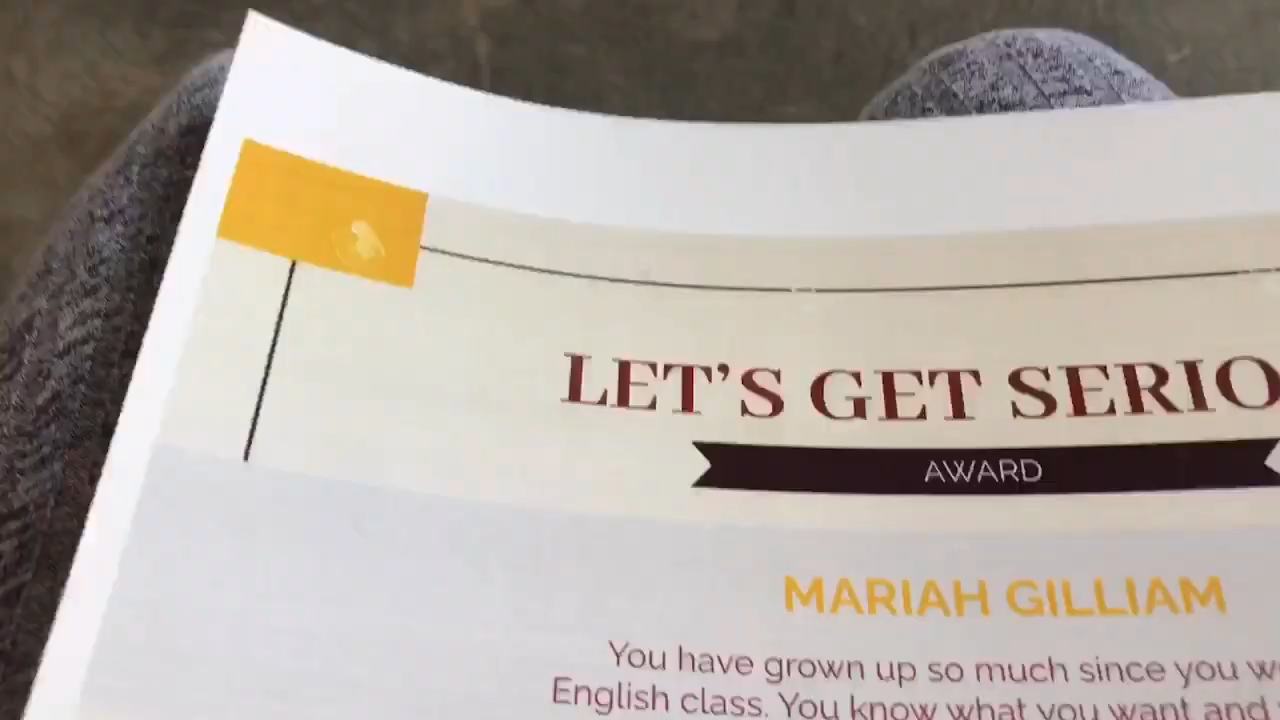 LET'S GET SERIO
AWARD
MARIAH GILLIAM
You have grown up so much since you w
English class. You know what you want and